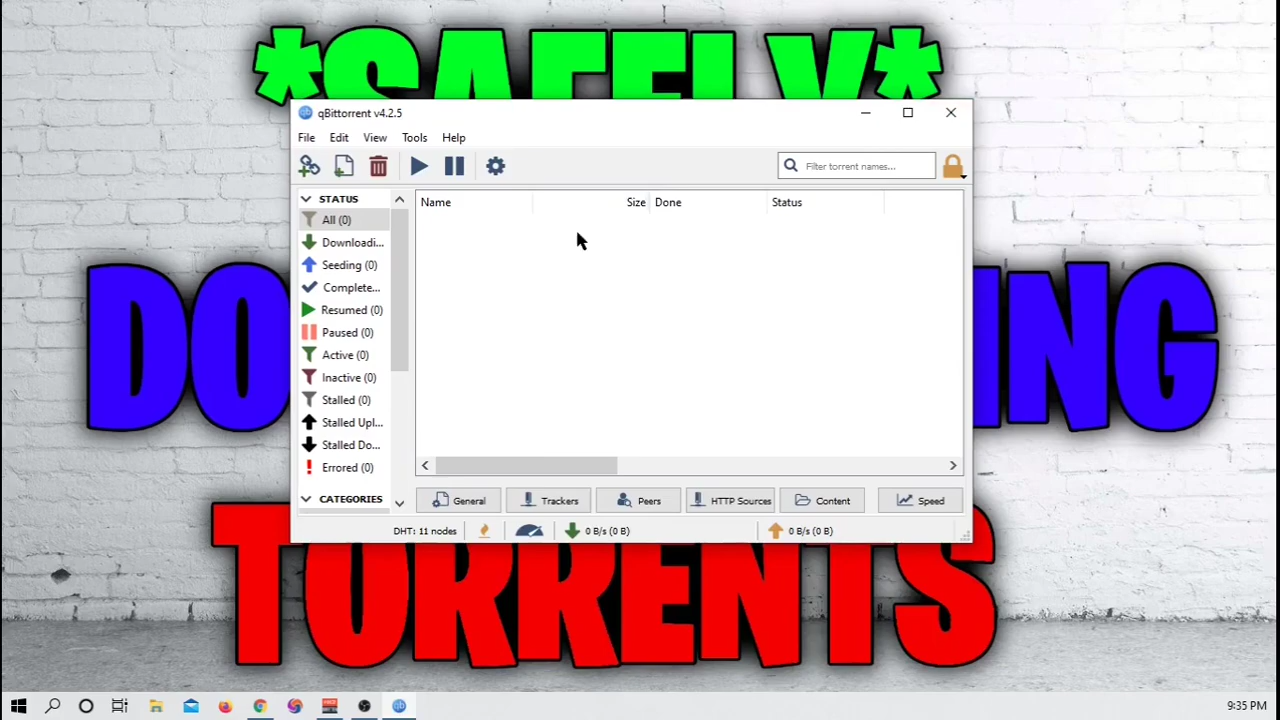 *SAFELY*
qBittorrent v4.2.5
File Edit View Tools Help
Filter torrent names...
STATUS
Name Size Done Status
All (0)
Downloadi...
Seeding (0)
Complete...
Resumed (0)
Paused (0)
Active (0)
Inactive (0)
Stalled (0)
Stalled Upl...
Stalled Do...
Errored (0)
CATEGORIES
General Trackers Peers HTTP Sources Content Speed
DHT: 11 nodes 0 B/s (0 B) 0 B/s (0 B)
DO NG
TORRENTS
9:35 PM